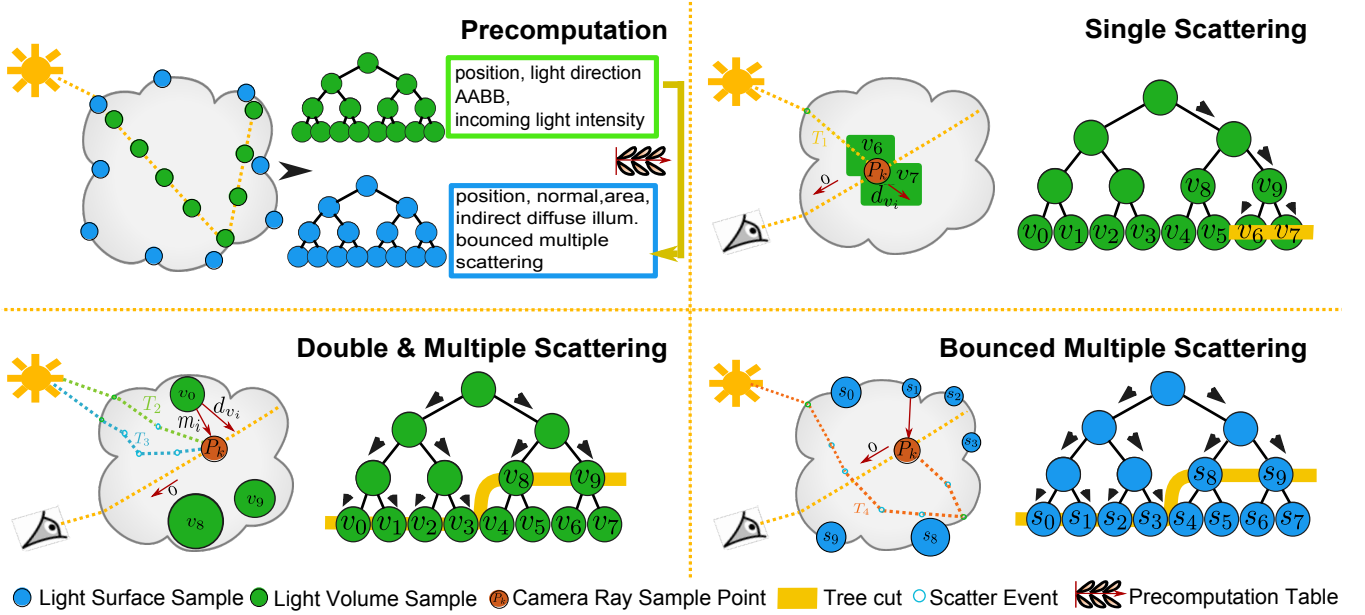 Precomputation
position, light direction
AABB,
incoming light intensity
position, normal,area,
indirect diffuse illum.
bounced multiple
scattering
Single Scattering
T₁
v₆
Pₖ
v₇
o
d_{v_i}
v₈ v₉
v₀ v₁ v₂ v₃ v₄ v₅ v₆ v₇
Double & Multiple Scattering
v₀
T₂
d_{v_i}
mᵢ
T₃
Pₖ
o
v₉
v₈
v₈ v₉
v₀ v₁ v₂ v₃ v₄ v₅ v₆ v₇
Bounced Multiple Scattering
s₀
s₁
s₂
s₃
o
Pₖ
T₄
s₉
s₈
s₈ s₉
s₀ s₁ s₂ s₃ s₄ s₅ s₆ s₇
Light Surface Sample Light Volume Sample Pₖ Camera Ray Sample Point Tree cut Scatter Event Precomputation Table